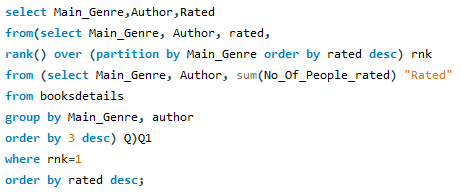 select Main_Genre,Author,Rated
from(select Main_Genre, Author, rated,
rank() over (partition by Main_Genre order by rated desc) rnk
from (select Main_Genre, Author, sum(No_Of_People_rated) "Rated"
from booksdetails
group by Main_Genre, author
order by 3 desc) Q)Q1
where rnk=1
order by rated desc;